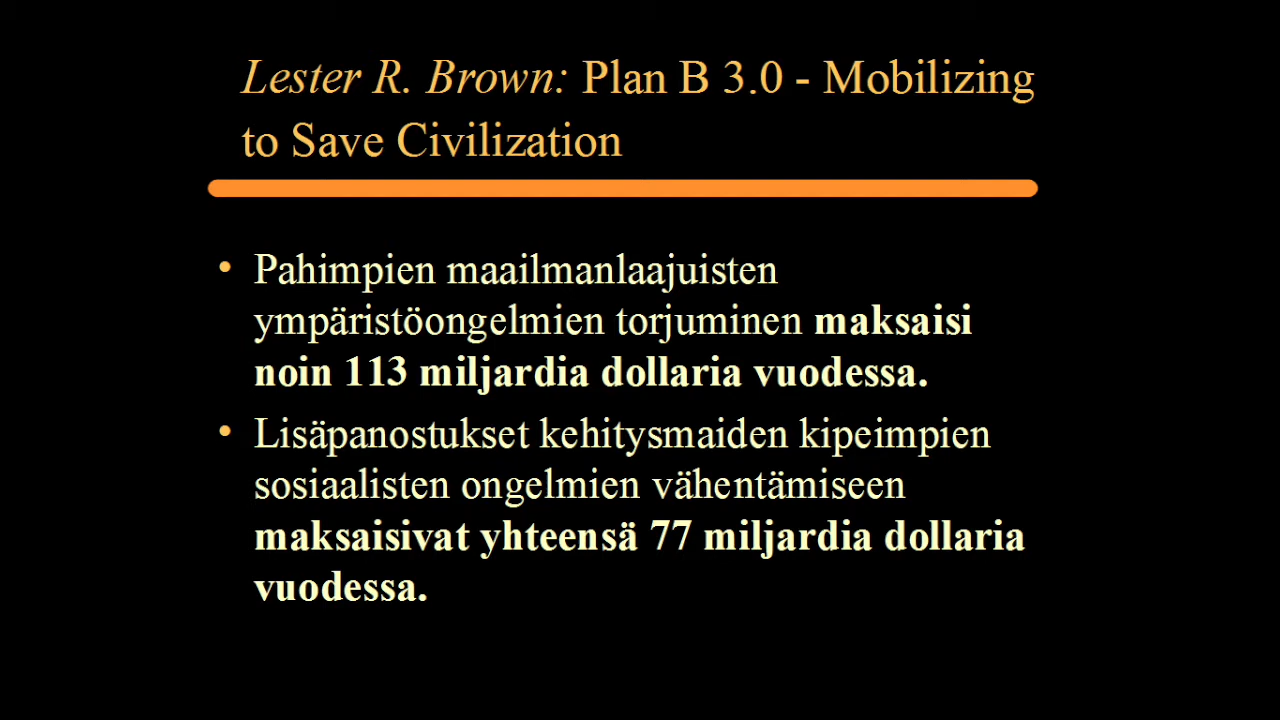 Lester R. Brown: Plan B 3.0 - Mobilizing
to Save Civilization
• Pahimpien maailmanlaajuisten
ympäristöongelmien torjuminen maksaisi
noin 113 miljardia dollaria vuodessa.
• Lisäpanostukset kehitysmaiden kipeimpien
sosiaalisten ongelmien vähentämiseen
maksaisivat yhteensä 77 miljardia dollaria
vuodessa.